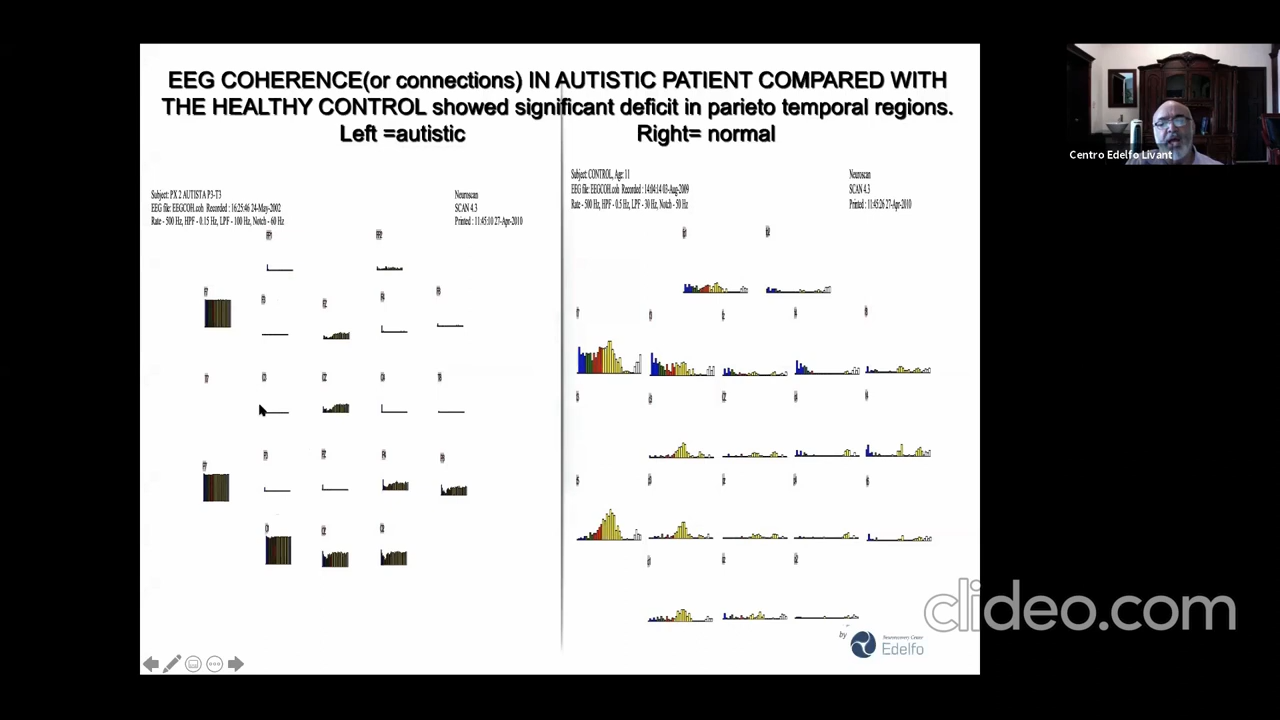 EEG COHERENCE(or connections) IN AUTISTIC PATIENT COMPARED WITH
THE HEALTHY CONTROL showed significant deficit in parieto temporal regions.
Left =autistic Right= normal
Subject: PX 2 AUTISTA P3-T3
EEG file: EEGCOH.coh Recorded : 16:25:46 24-May-2002
Rate - 500 Hz, HPF - 0.15 Hz, LPF - 100 Hz, Notch - 60 Hz
Neuroscan
SCAN 4.3
Printed : 11:45:10 27-Apr-2010
Subject: CONTROL, Age: 11
EEG file: EEGCOH.coh Recorded : 14:04:14 03-Aug-2009
Rate - 500 Hz, HPF - 0.5 Hz, LPF - 30 Hz, Notch - 50 Hz
Neuroscan
SCAN 4.3
Printed : 11:45:26 27-Apr-2010
Centro Edelfo Livant
clideo.com
by
Neurorecovery Center
Edelfo